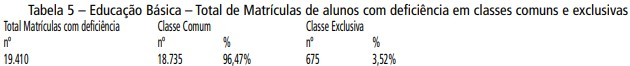 Tabela 5 – Educação Básica – Total de Matrículas de alunos com deficiência em classes comuns e exclusivas
Total Matrículas com deficiência Classe Comum Classe Exclusiva
nº nº % nº %
19.410 18.735 96,47% 675 3,52%